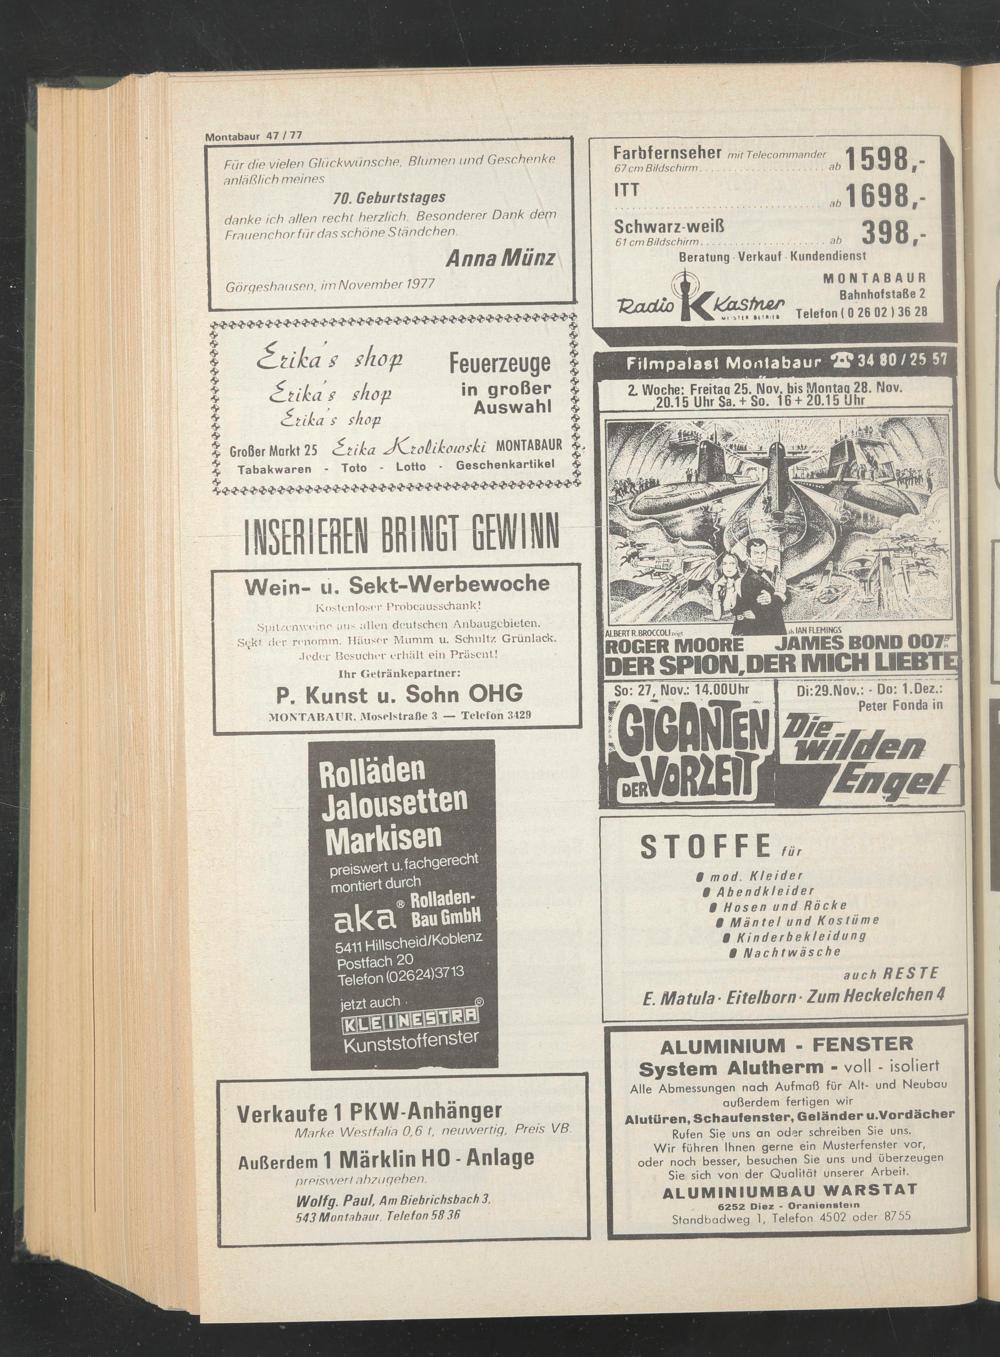 Montabaur 47 / 77
Für die vielen Glückwünsche, Blumen und Geschenke
anläßlich meines
70. Geburtstages
danke ich allen recht herzlich. Besonderer Dank dem
Frauenchor für das schöne Ständchen.
Anna Münz
Görgeshausen, im November 1977
Erika's shop
Erika's shop
Erika's shop
Feuerzeuge
in großer
Auswahl
Großer Markt 25 Erika Krolikowski MONTABAUR
Tabakwaren - Toto - Lotto - Geschenkartikel
INSERIEREN BRINGT GEWINN
Wein- u. Sekt-Werbewoche
Kostenloser Probeausschank!
Spitzenweine aus allen deutschen Anbaugebieten.
Sekt der renomm. Häuser Mumm u. Schultz Grünlack.
Jeder Besucher erhält ein Präsent!
Ihr Getränkepartner:
P. Kunst u. Sohn OHG
MONTABAUR, Moselstraße 3 — Telefon 3429
Rolläden
Jalousetten
Markisen
preiswert u. fachgerecht
montiert durch
aka® Rolladen-
Bau GmbH
5411 Hillscheid/Koblenz
Postfach 20
Telefon (02624) 3713
jetzt auch
KLEINESTRA®
Kunststoffenster
Verkaufe 1 PKW-Anhänger
Marke Westfalia 0,6 t, neuwertig, Preis VB.
Außerdem 1 Märklin HO - Anlage
preiswert abzugeben.
Wolfg. Paul, Am Biebrichsbach 3,
543 Montabaur, Telefon 58 36
Farbfernseher mit Telecommander
67 cm Bildschirm ab 1598,-
ITT
ab 1698,-
Schwarz-weiß
61 cm Bildschirm ab 398,-
Beratung · Verkauf · Kundendienst
Radio K Kastner
MEISTER BETRIEB
MONTABAUR
Bahnhofstaße 2
Telefon ( 0 26 02 ) 36 28
Filmpalast Montabaur ☎ 34 80 / 25 57
2. Woche: Freitag 25. Nov. bis Montag 28. Nov.
20.15 Uhr Sa. + So. 16 + 20.15 Uhr
ALBERT R. BROCCOLI zeigt
als IAN FLEMINGS
ROGER MOORE JAMES BOND 007 in
DER SPION, DER MICH LIEBTE
So: 27, Nov.: 14.00Uhr
GIGANTEN
DER VORZEIT
Di:29.Nov.: - Do: 1.Dez.:
Peter Fonda in
Die
wilden
Engel
STOFFE für
mod. Kleider
Abendkleider
Hosen und Röcke
Mäntel und Kostüme
Kinderbekleidung
Nachtwäsche
auch RESTE
E. Matula · Eitelborn · Zum Heckelchen 4
ALUMINIUM - FENSTER
System Alutherm - voll - isoliert
Alle Abmessungen nach Aufmaß für Alt- und Neubau
außerdem fertigen wir
Alutüren, Schaufenster, Geländer u. Vordächer
Rufen Sie uns an oder schreiben Sie uns.
Wir führen Ihnen gerne ein Musterfenster vor,
oder noch besser, besuchen Sie uns und überzeugen
Sie sich von der Qualität unserer Arbeit.
ALUMINIUMBAU WARSTAT
6252 Diez - Oranienstein
Standbadweg 1, Telefon 4502 oder 8755